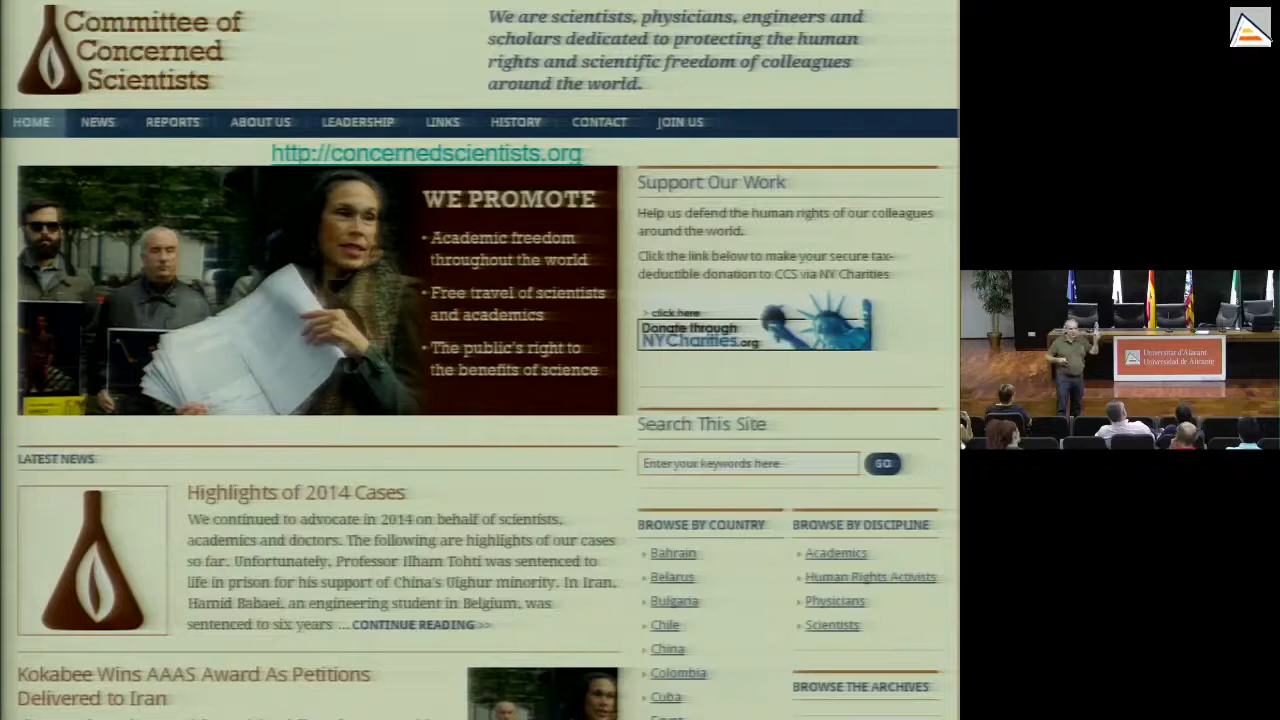 Committee of
Concerned
Scientists
We are scientists, physicians, engineers and
scholars dedicated to protecting the human
rights and scientific freedom of colleagues
around the world.
HOME NEWS REPORTS ABOUT US LEADERSHIP LINKS HISTORY CONTACT JOIN US
http://concernedscientists.org
WE PROMOTE
• Academic freedom
throughout the world
• Free travel of scientists
and academics
• The public's right to
the benefits of science
Support Our Work
Help us defend the human rights of our colleagues
around the world.
Click the link below to make your secure tax-
deductible donation to CCS via NY Charities
> click here
Donate through
NYCharities.org
Search This Site
Enter your keywords here
GO
LATEST NEWS
Highlights of 2014 Cases
We continued to advocate in 2014 on behalf of scientists,
academics and doctors. The following are highlights of our cases
so far. Unfortunately, Professor Ilham Tohti was sentenced to
life in prison for his support of China's Uighur minority. In Iran,
Hamid Babaei, an engineering student in Belgium, was
sentenced to six years ... CONTINUE READING >>
Kokabee Wins AAAS Award As Petitions
Delivered to Iran
BROWSE BY COUNTRY
Bahrain
Belarus
Bulgaria
Chile
China
Colombia
Cuba
Egypt
BROWSE BY DISCIPLINE
Academics
Human Rights Activists
Physicians
Scientists
BROWSE THE ARCHIVES
Universitat d'Alacant
Universidad de Alicante